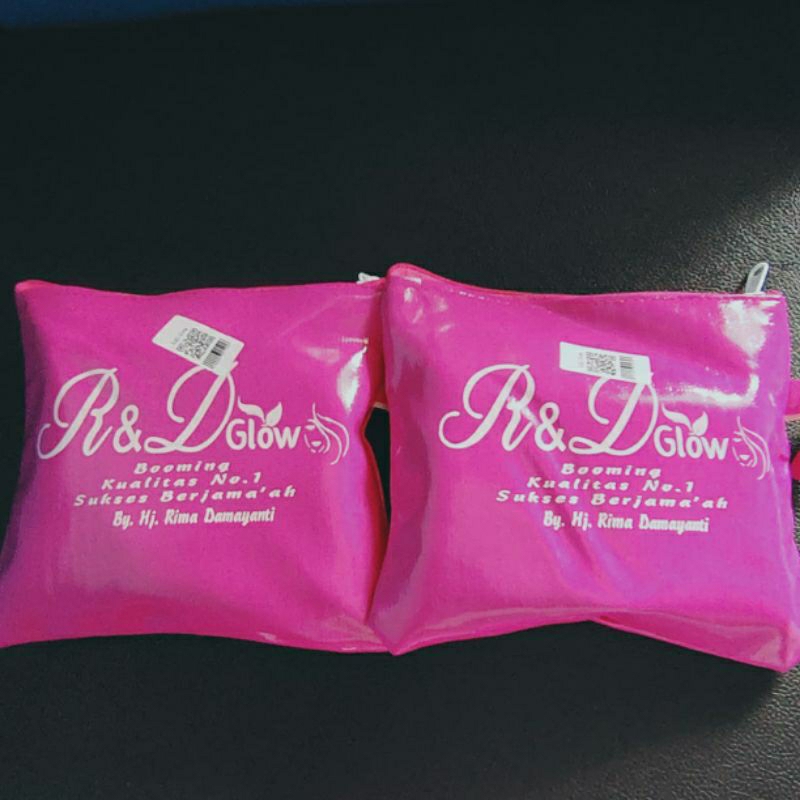 R&D Glow
Booming
Kualitas No.1
Sukses Berjama'ah
By. Hj. Rima Damayanti
R&D Glow
Booming
Kualitas No.1
Sukses Berjama'ah
By. Hj. Rima Damayanti